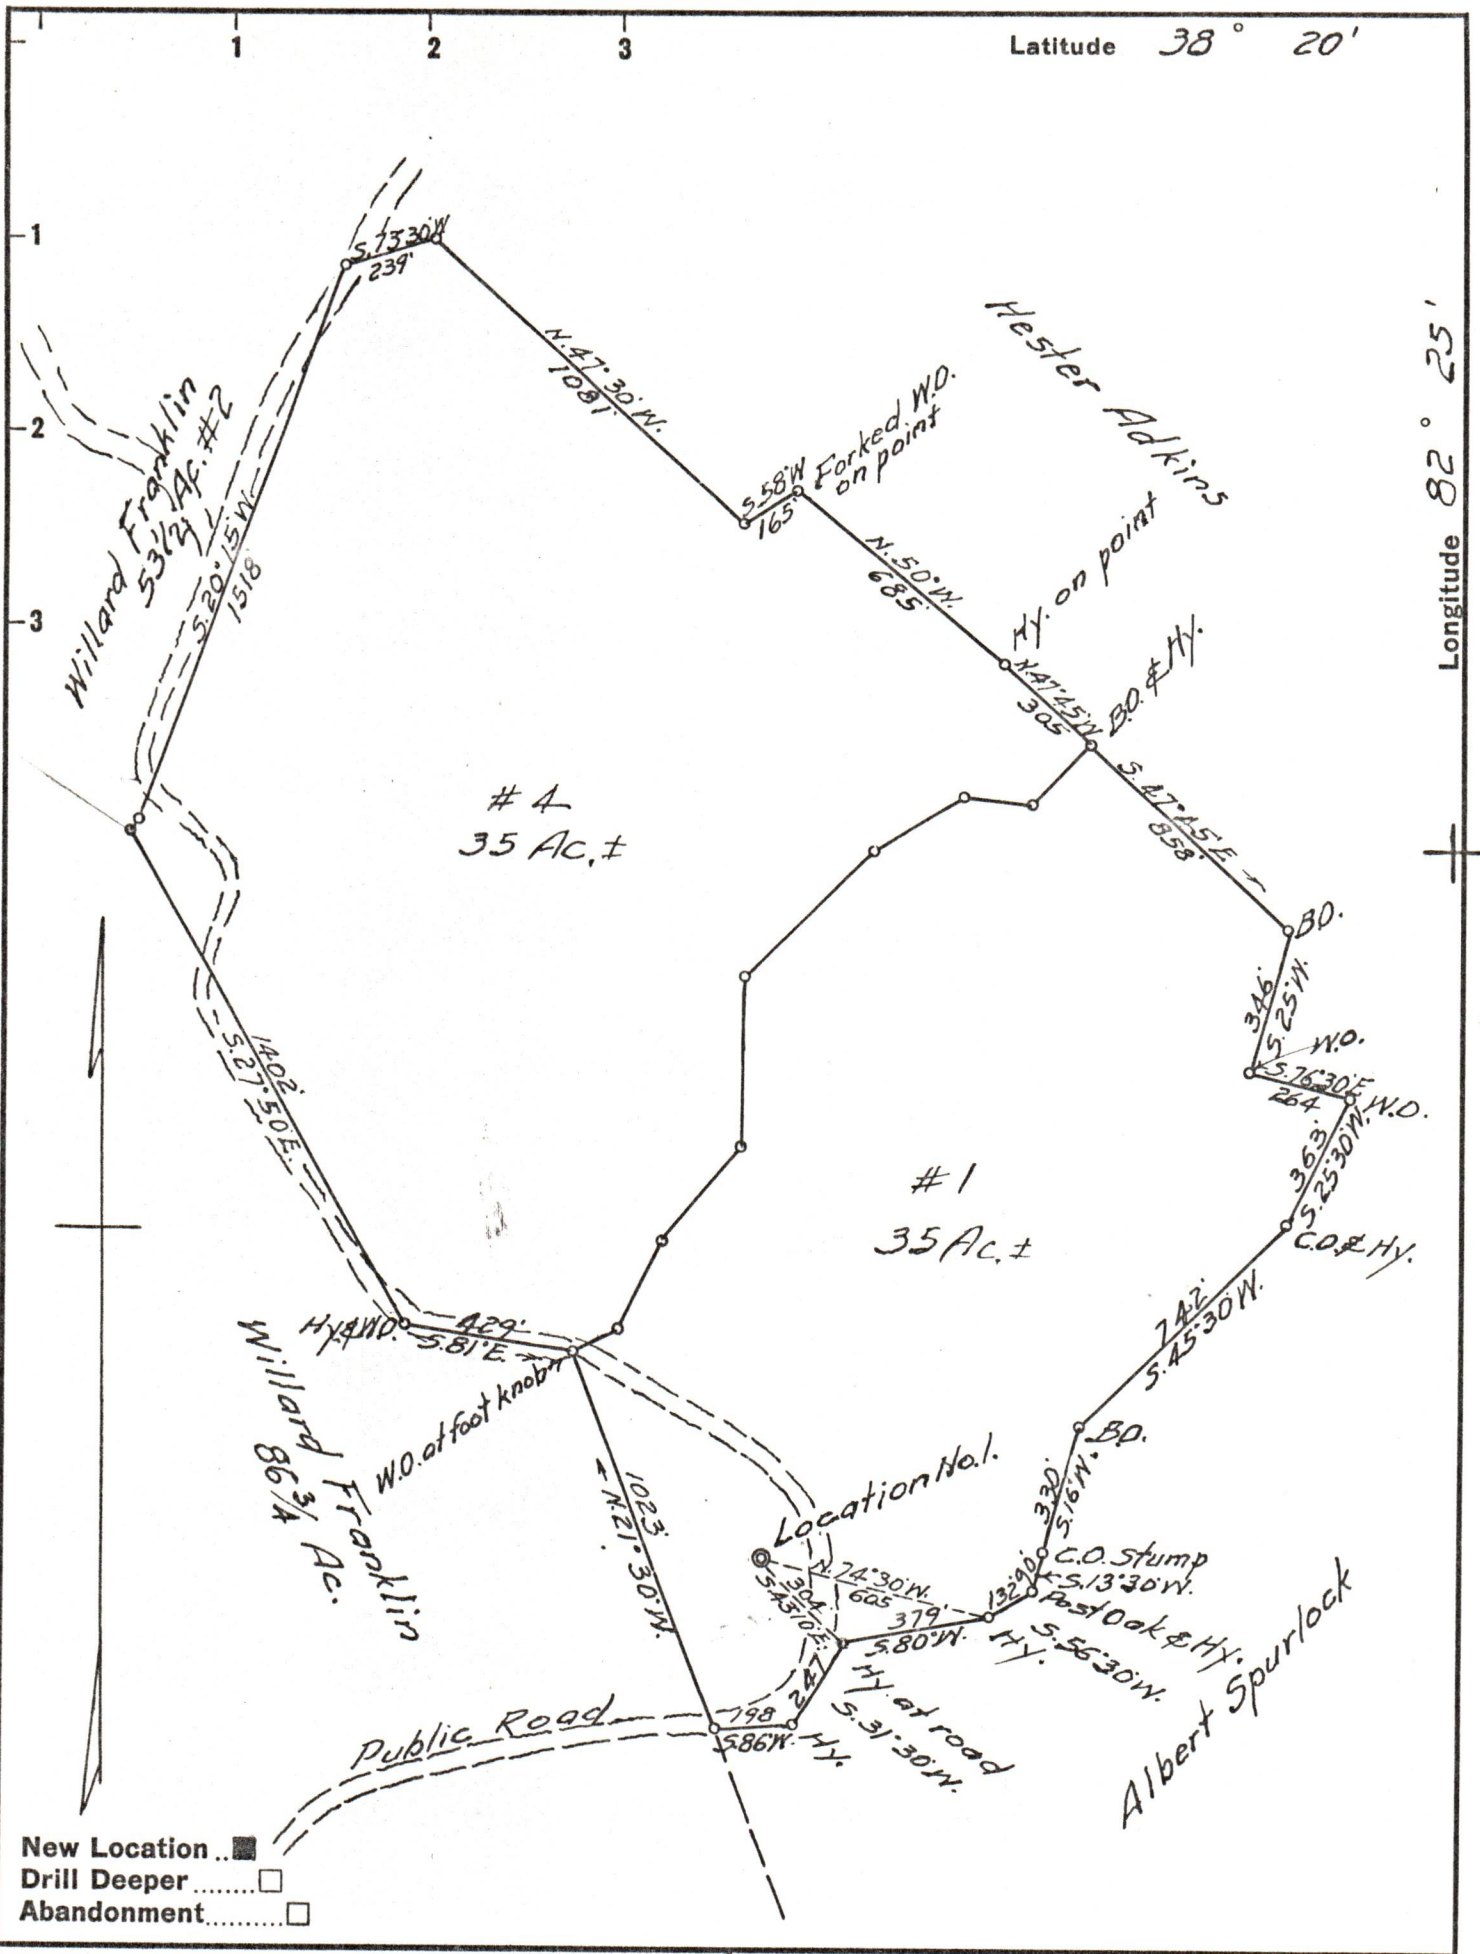 1
2
3
Latitude 38° 20'
1
2
3
Longitude 82° 25'
S.73°30'W
239'
N.47°30'W.
1081'
Hester Adkins
S.58°W
165'
Forked W.O.
on point
N.50°W.
685'
Hy. on point
N.47°45'W
305
B.O. & Hy.
S.47°45'E.
858'
Willard Franklin
53 1/2 Ac. #2
S.20°15'W.
1518
# 4
35 Ac. ±
B.O.
346'
S.25°W.
W.O.
S.76°30'E
264
W.O.
363'
S.25°30'W.
C.O. & Hy.
1402'
S.27°50'E.
# 1
35 Ac. ±
742'
S.45°30'W.
Hy. & W.O.
429'
S.81°E.
W.O. at foot knob
Willard Franklin
86 3/4 Ac.
B.O.
330'
S.16°W.
Location No.1.
1023'
N.21°30'W.
C.O. Stump
90'
S.13°30'W.
N.74°30'W.
605
304'
S.43°10'E.
132'
Post Oak & Hy.
S.56°30'W.
379'
S.80°W.
Hy.
247'
Hy. at road
S.31°30'W.
Albert Spurlock
Public Road
198
S.86°W.
Hy.
New Location
Drill Deeper
Abandonment